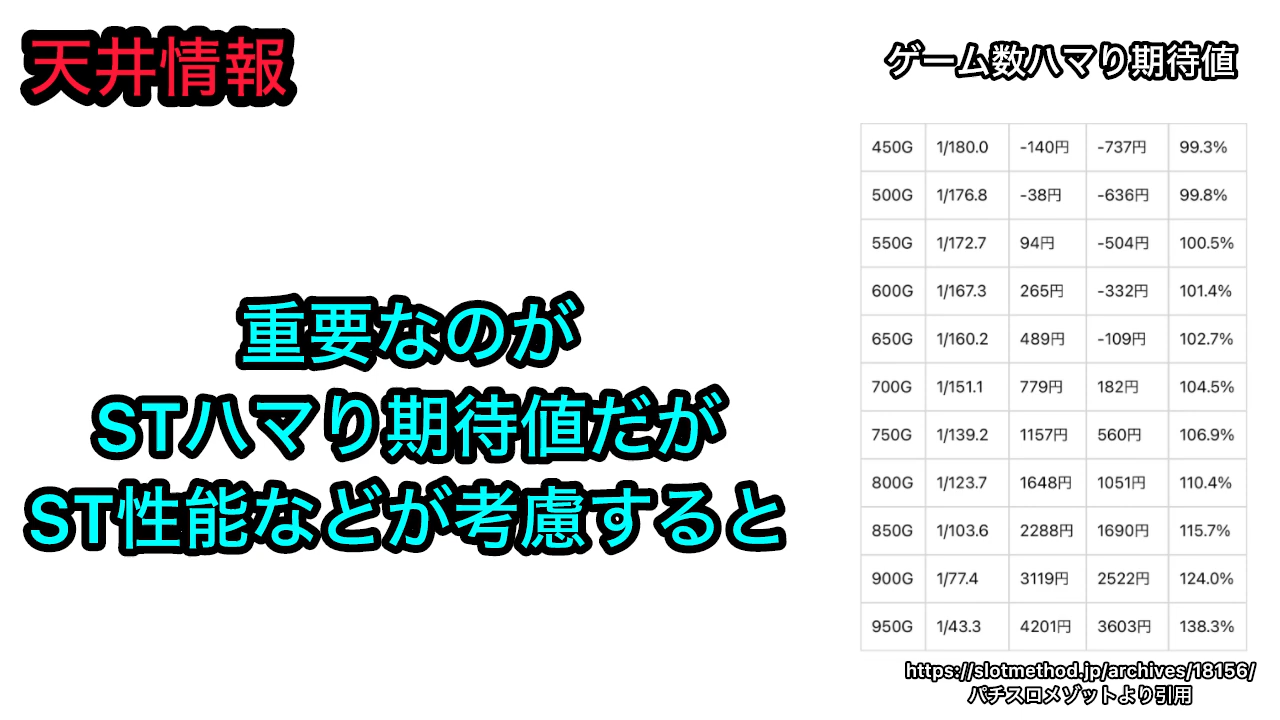 天井情報
ゲーム数ハマり期待値
450G 1/180.0 -140円 -737円 99.3%
500G 1/176.8 -38円 -636円 99.8%
550G 1/172.7 94円 -504円 100.5%
600G 1/167.3 265円 -332円 101.4%
650G 1/160.2 489円 -109円 102.7%
700G 1/151.1 779円 182円 104.5%
750G 1/139.2 1157円 560円 106.9%
800G 1/123.7 1648円 1051円 110.4%
850G 1/103.6 2288円 1690円 115.7%
900G 1/77.4 3119円 2522円 124.0%
950G 1/43.3 4201円 3603円 138.3%
重要なのが
STハマり期待値だが
ST性能などが考慮すると
https://slotmethod.jp/archives/18156/
パチスロメゾットより引用